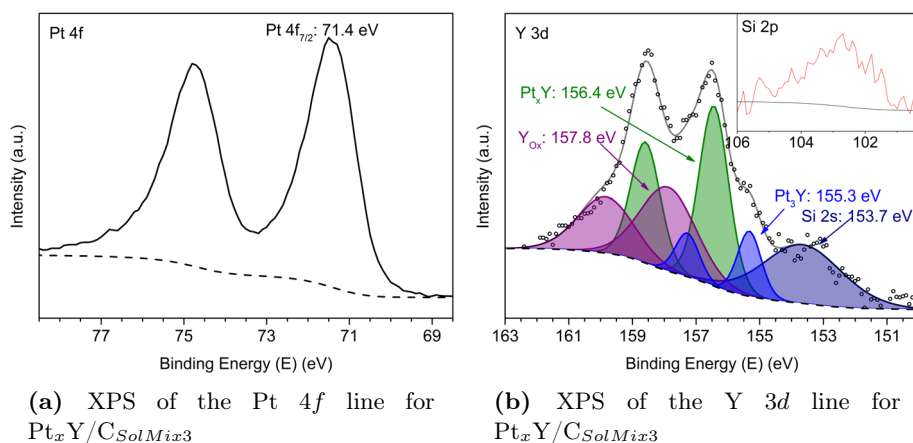 Pt 4f
Pt 4f7/2: 71.4 eV
Intensity (a.u.)
77 75 73 71 69
Binding Energy (E) (eV)
(a) XPS of the Pt 4f line for
PtxY/CSolMix3
Y 3d
Si 2p
PtxY: 156.4 eV
YOx: 157.8 eV
106 104 102
Pt3Y: 155.3 eV
Si 2s: 153.7 eV
Intensity (a.u.)
163 161 159 157 155 153 151
Binding Energy (E) (eV)
(b) XPS of the Y 3d line for
PtxY/CSolMix3